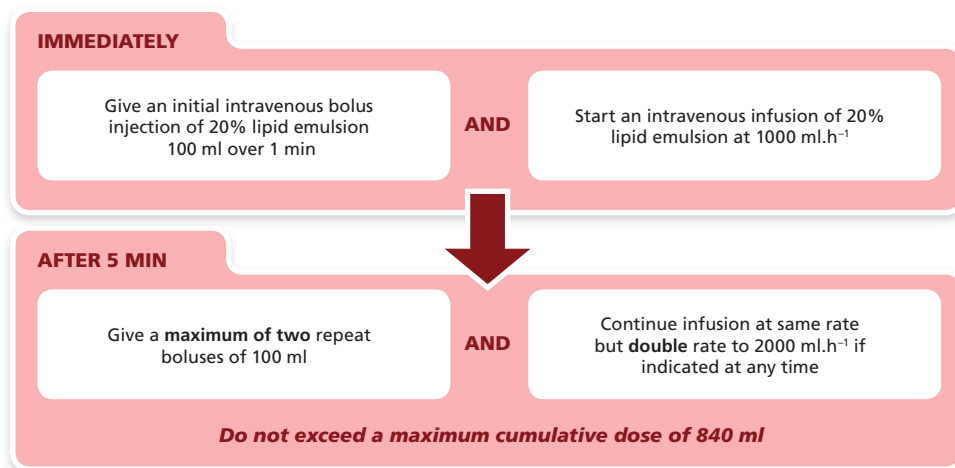 IMMEDIATELY
Give an initial intravenous bolus
injection of 20% lipid emulsion
100 ml over 1 min
AND
Start an intravenous infusion of 20%
lipid emulsion at 1000 ml.h⁻¹
AFTER 5 MIN
Give a maximum of two repeat
boluses of 100 ml
AND
Continue infusion at same rate
but double rate to 2000 ml.h⁻¹ if
indicated at any time
Do not exceed a maximum cumulative dose of 840 ml